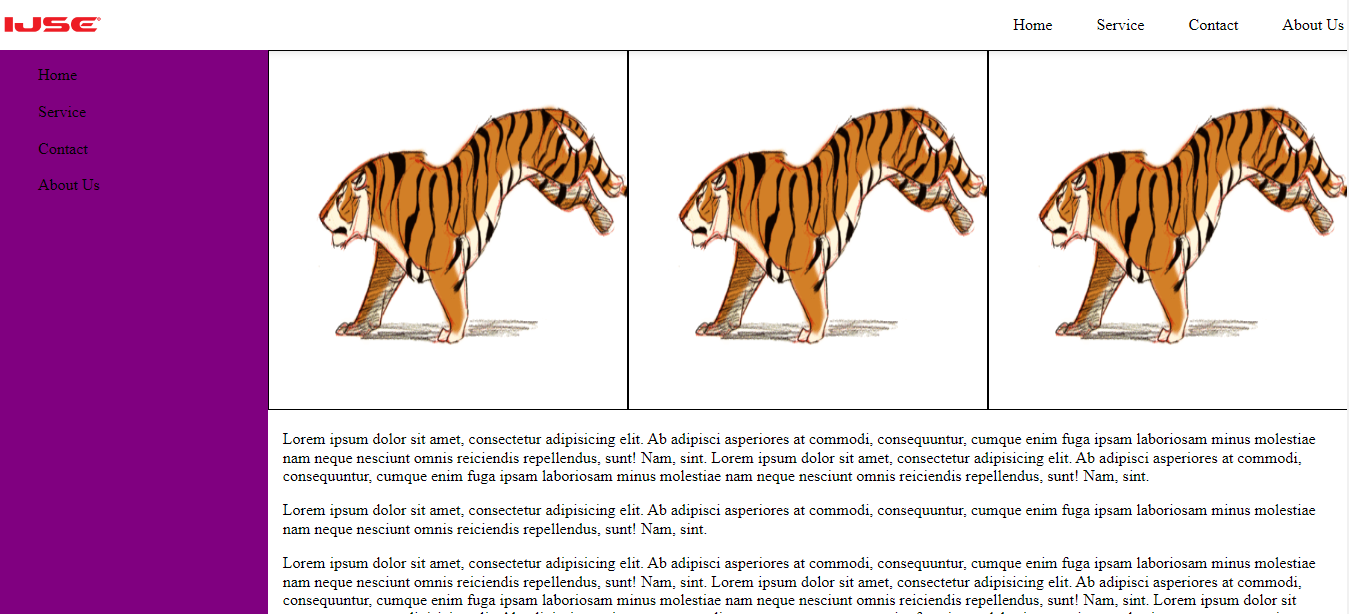 IJSE
Home Service Contact About Us
Home
Service
Contact
About Us
Lorem ipsum dolor sit amet, consectetur adipisicing elit. Ab adipisci asperiores at commodi, consequuntur, cumque enim fuga ipsam laboriosam minus molestiae
nam neque nesciunt omnis reiciendis repellendus, sunt! Nam, sint. Lorem ipsum dolor sit amet, consectetur adipisicing elit. Ab adipisci asperiores at commodi,
consequuntur, cumque enim fuga ipsam laboriosam minus molestiae nam neque nesciunt omnis reiciendis repellendus, sunt! Nam, sint.
Lorem ipsum dolor sit amet, consectetur adipisicing elit. Ab adipisci asperiores at commodi, consequuntur, cumque enim fuga ipsam laboriosam minus molestiae
nam neque nesciunt omnis reiciendis repellendus, sunt! Nam, sint.
Lorem ipsum dolor sit amet, consectetur adipisicing elit. Ab adipisci asperiores at commodi, consequuntur, cumque enim fuga ipsam laboriosam minus molestiae
nam neque nesciunt omnis reiciendis repellendus, sunt! Nam, sint. Lorem ipsum dolor sit amet, consectetur adipisicing elit. Ab adipisci asperiores at commodi,
consequuntur, cumque enim fuga ipsam laboriosam minus molestiae nam neque nesciunt omnis reiciendis repellendus, sunt! Nam, sint. Lorem ipsum dolor sit